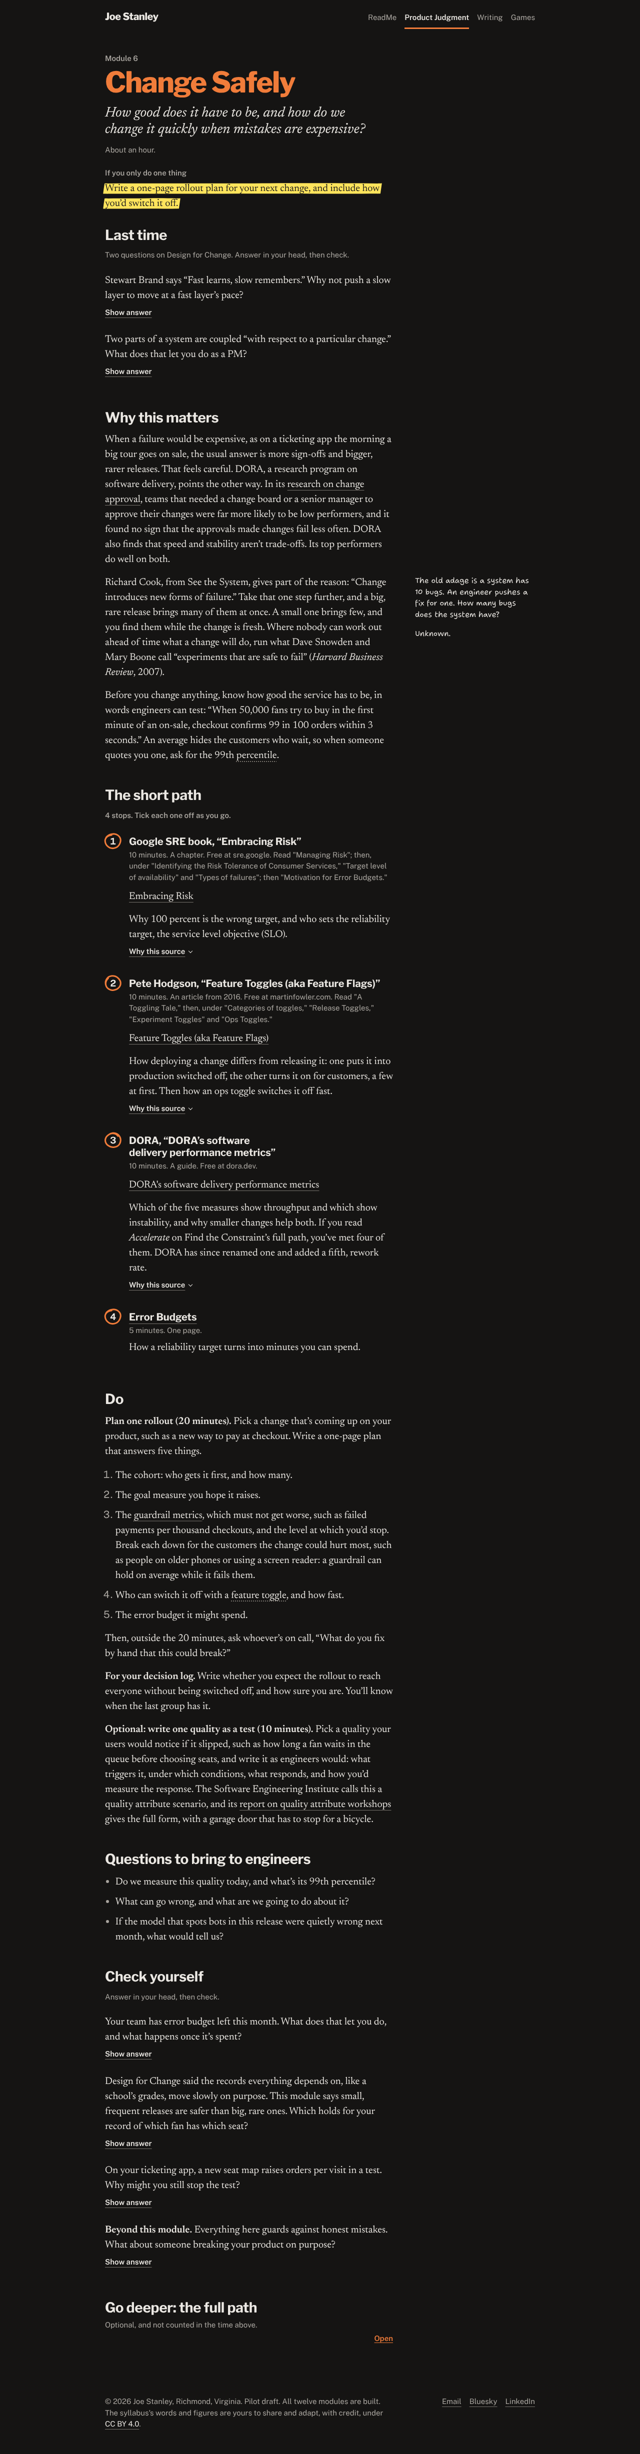 Joe Stanley
ReadMe Product Judgment Writing Games
Module 6
Change Safely
How good does it have to be, and how do we
change it quickly when mistakes are expensive?
About an hour.
If you only do one thing
Write a one-page rollout plan for your next change, and include how
you'd switch it off.
Last time
Two questions on Design for Change. Answer in your head, then check.
Stewart Brand says “Fast learns, slow remembers.” Why not push a slow
layer to move at a fast layer's pace?
Show answer
Two parts of a system are coupled “with respect to a particular change.”
What does that let you do as a PM?
Show answer
Why this matters
When a failure would be expensive, as on a ticketing app the morning a
big tour goes on sale, the usual answer is more sign-offs and bigger,
rarer releases. That feels careful. DORA, a research program on
software delivery, points the other way. In its research on change
approval, teams that needed a change board or a senior manager to
approve their changes were far more likely to be low performers, and it
found no sign that the approvals made changes fail less often. DORA
also finds that speed and stability aren't trade-offs. Its top performers
do well on both.
Richard Cook, from See the System, gives part of the reason: “Change
introduces new forms of failure.” Take that one step further, and a big,
rare release brings many of them at once. A small one brings few, and
you find them while the change is fresh. Where nobody can work out
ahead of time what a change will do, run what Dave Snowden and
Mary Boone call “experiments that are safe to fail” (Harvard Business
Review, 2007).
The old adage is a system has
10 bugs. An engineer pushes a
fix for one. How many bugs
does the system have?
Unknown.
Before you change anything, know how good the service has to be, in
words engineers can test: “When 50,000 fans try to buy in the first
minute of an on-sale, checkout confirms 99 in 100 orders within 3
seconds.” An average hides the customers who wait, so when someone
quotes you one, ask for the 99th percentile.
The short path
4 stops. Tick each one off as you go.
1 Google SRE book, “Embracing Risk”
10 minutes. A chapter. Free at sre.google. Read "Managing Risk"; then,
under "Identifying the Risk Tolerance of Consumer Services," "Target level
of availability" and "Types of failures"; then "Motivation for Error Budgets."
Embracing Risk
Why 100 percent is the wrong target, and who sets the reliability
target, the service level objective (SLO).
Why this source
2 Pete Hodgson, “Feature Toggles (aka Feature Flags)”
10 minutes. An article from 2016. Free at martinfowler.com. Read "A
Toggling Tale," then, under "Categories of toggles," "Release Toggles,"
"Experiment Toggles" and "Ops Toggles."
Feature Toggles (aka Feature Flags)
How deploying a change differs from releasing it: one puts it into
production switched off, the other turns it on for customers, a few
at first. Then how an ops toggle switches it off fast.
Why this source
3 DORA, “DORA's software
delivery performance metrics”
10 minutes. A guide. Free at dora.dev.
DORA's software delivery performance metrics
Which of the five measures show throughput and which show
instability, and why smaller changes help both. If you read
Accelerate on Find the Constraint's full path, you've met four of
them. DORA has since renamed one and added a fifth, rework
rate.
Why this source
4 Error Budgets
5 minutes. One page.
How a reliability target turns into minutes you can spend.
Do
Plan one rollout (20 minutes). Pick a change that's coming up on your
product, such as a new way to pay at checkout. Write a one-page plan
that answers five things.
1. The cohort: who gets it first, and how many.
2. The goal measure you hope it raises.
3. The guardrail metrics, which must not get worse, such as failed
payments per thousand checkouts, and the level at which you'd stop.
Break each down for the customers the change could hurt most, such
as people on older phones or using a screen reader: a guardrail can
hold on average while it fails them.
4. Who can switch it off with a feature toggle, and how fast.
5. The error budget it might spend.
Then, outside the 20 minutes, ask whoever's on call, “What do you fix
by hand that this could break?”
For your decision log. Write whether you expect the rollout to reach
everyone without being switched off, and how sure you are. You'll know
when the last group has it.
Optional: write one quality as a test (10 minutes). Pick a quality your
users would notice if it slipped, such as how long a fan waits in the
queue before choosing seats, and write it as engineers would: what
triggers it, under which conditions, what responds, and how you'd
measure the response. The Software Engineering Institute calls this a
quality attribute scenario, and its report on quality attribute workshops
gives the full form, with a garage door that has to stop for a bicycle.
Questions to bring to engineers
Do we measure this quality today, and what's its 99th percentile?
What can go wrong, and what are we going to do about it?
If the model that spots bots in this release were quietly wrong next
month, what would tell us?
Check yourself
Answer in your head, then check.
Your team has error budget left this month. What does that let you do,
and what happens once it's spent?
Show answer
Design for Change said the records everything depends on, like a
school's grades, move slowly on purpose. This module says small,
frequent releases are safer than big, rare ones. Which holds for your
record of which fan has which seat?
Show answer
On your ticketing app, a new seat map raises orders per visit in a test.
Why might you still stop the test?
Show answer
Beyond this module. Everything here guards against honest mistakes.
What about someone breaking your product on purpose?
Show answer
Go deeper: the full path
Optional, and not counted in the time above.
Open
© 2026 Joe Stanley, Richmond, Virginia. Pilot draft. All twelve modules are built.
The syllabus's words and figures are yours to share and adapt, with credit, under
CC BY 4.0.
Email Bluesky LinkedIn